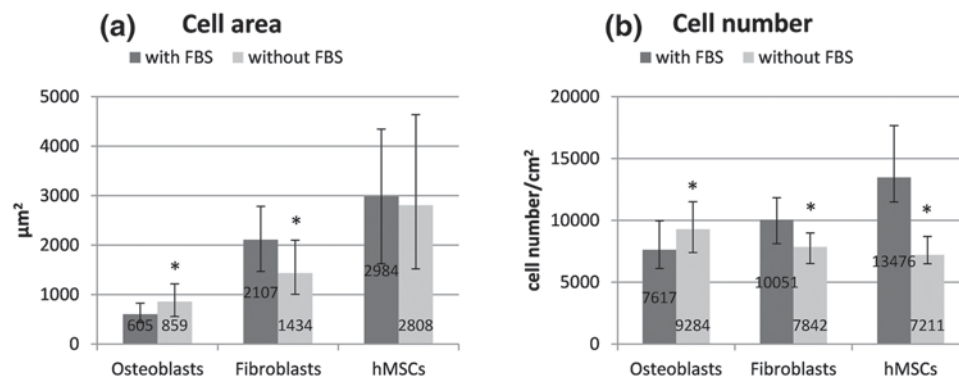 (a) Cell area
with FBS without FBS
5000
4000
3000
2000
1000
0
µm²
605 859 * 2107 1434 * 2984 2808
Osteoblasts Fibroblasts hMSCs
(b) Cell number
with FBS without FBS
20000
15000
10000
5000
0
cell number/cm²
7617 9284 * 10051 7842 * 13476 7211 *
Osteoblasts Fibroblasts hMSCs